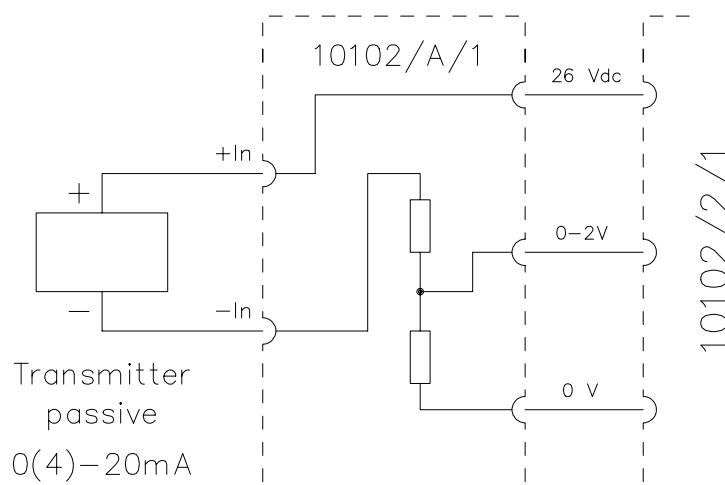 10102/A/1
26 Vdc
+In
+
0-2V
10102/2/1
-
-In
Transmitter
passive
0 V
0(4)-20mA